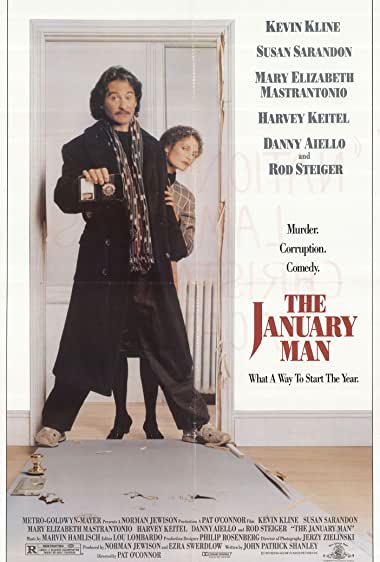 KEVIN KLINE
SUSAN SARANDON
MARY ELIZABETH
MASTRANTONIO
HARVEY KEITEL
DANNY AIELLO
and
ROD STEIGER
Murder.
Corruption.
Comedy.
THE
JANUARY
MAN
What A Way To Start The Year.
METRO-GOLDWYN-MAYER Presents A NORMAN JEWISON Production A PAT O'CONNOR Film KEVIN KLINE SUSAN SARANDON
MARY ELIZABETH MASTRANTONIO HARVEY KEITEL DANNY AIELLO and ROD STEIGER "THE JANUARY MAN"
Music by MARVIN HAMLISCH Editor LOU LOMBARDO Production Designer PHILIP ROSENBERG Director of Photography JERZY ZIELINSKI
Produced by NORMAN JEWISON and EZRA SWERDLOW Written by JOHN PATRICK SHANLEY
Directed by PAT O'CONNOR
R RESTRICTED